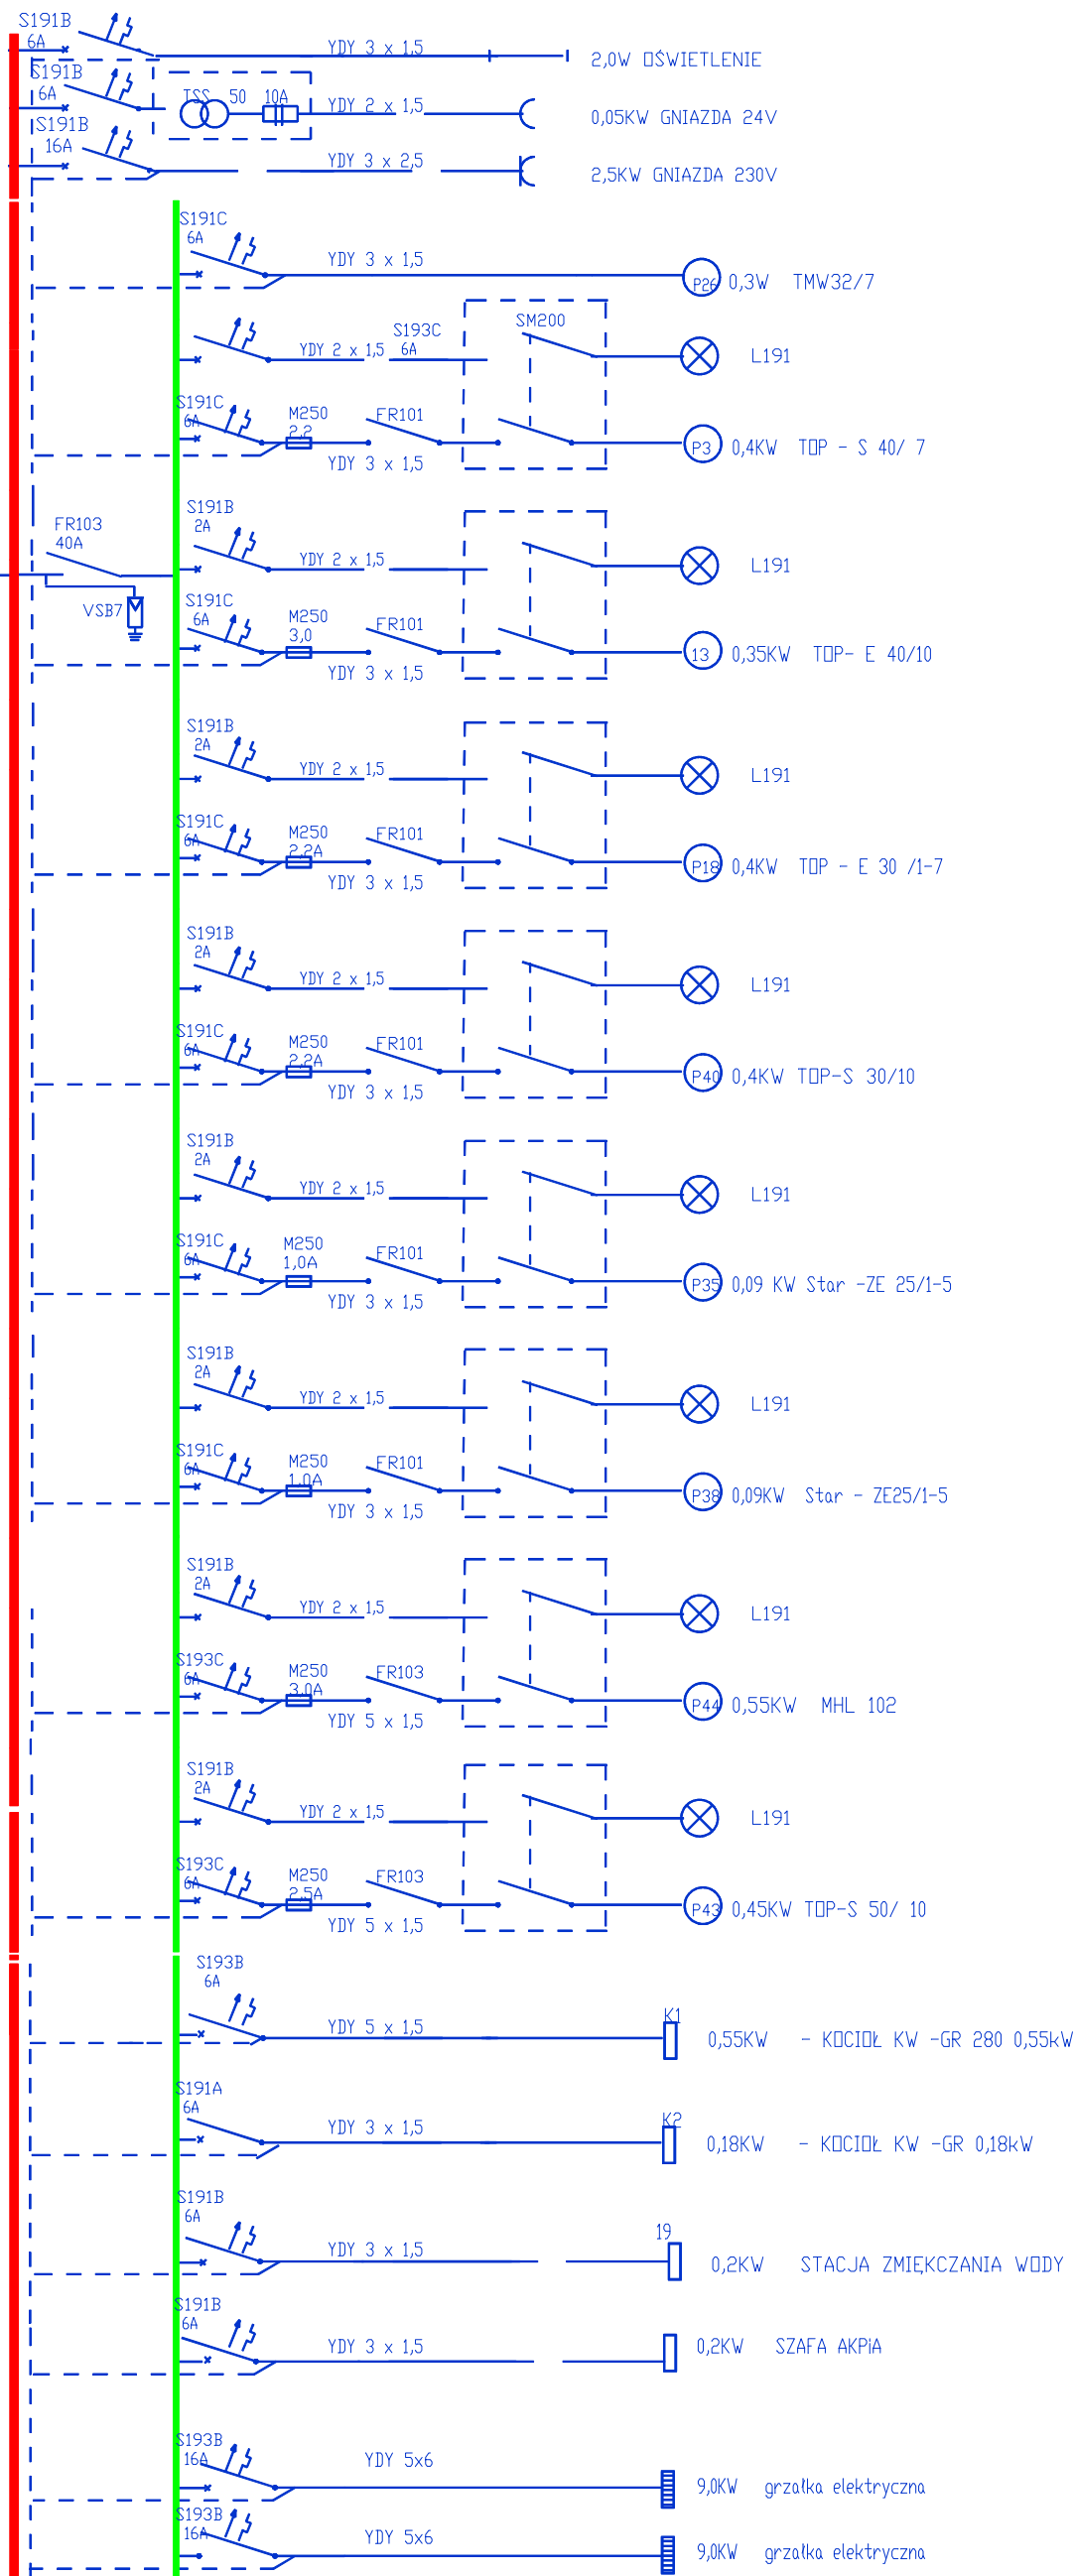 S191B
6A
YDY 3 x 1,5
2,0W OŚWIETLENIE
S191B
6A
TSS 50 10A
YDY 2 x 1,5
0,05KW GNIAZDA 24V
S191B
16A
YDY 3 x 2,5
2,5KW GNIAZDA 230V
S191C
6A
YDY 3 x 1,5
P26 0,3W TMW32/7
YDY 2 x 1,5
S193C
6A
SM200
L191
S191C
6A
M250
2,2
FR101
YDY 3 x 1,5
P3 0,4KW TOP - S 40/ 7
FR103
40A
VSB7
S191B
2A
YDY 2 x 1,5
L191
S191C
6A
M250
3,0
FR101
YDY 3 x 1,5
13 0,35KW TOP- E 40/10
S191B
2A
YDY 2 x 1,5
L191
S191C
6A
M250
2,2A
FR101
YDY 3 x 1,5
P18 0,4KW TOP - E 30 /1-7
S191B
2A
YDY 2 x 1,5
L191
S191C
6A
M250
2,2A
FR101
YDY 3 x 1,5
P40 0,4KW TOP-S 30/10
S191B
2A
YDY 2 x 1,5
L191
S191C
6A
M250
1,0A
FR101
YDY 3 x 1,5
P35 0,09 KW Star -ZE 25/1-5
S191B
2A
YDY 2 x 1,5
L191
S191C
6A
M250
1,0A
FR101
YDY 3 x 1,5
P38 0,09KW Star - ZE25/1-5
S191B
2A
YDY 2 x 1,5
L191
S193C
6A
M250
3,0A
FR103
YDY 5 x 1,5
P44 0,55KW MHL 102
S191B
2A
YDY 2 x 1,5
L191
S193C
6A
M250
2,5A
FR103
YDY 5 x 1,5
P43 0,45KW TOP-S 50/ 10
S193B
6A
YDY 5 x 1,5
K1
0,55KW - KOCIOŁ KW -GR 280 0,55kW
S191A
6A
YDY 3 x 1,5
K2
0,18KW - KOCIOŁ KW -GR 0,18kW
S191B
6A
YDY 3 x 1,5
19
0,2KW STACJA ZMIĘKCZANIA WODY
S191B
6A
YDY 3 x 1,5
0,2KW SZAFA AKPiA
S193B
16A
YDY 5x6
9,0KW grzałka elektryczna
S193B
16A
YDY 5x6
9,0KW grzałka elektryczna